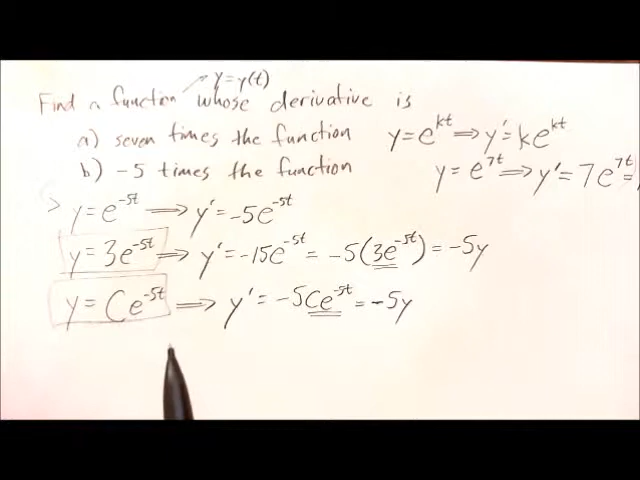 y = y(t)
Find a function whose derivative is
a) seven times the function
y = e^{kt} ⟹ y' = ke^{kt}
b) -5 times the function
y = e^{7t} ⟹ y' = 7e^{7t} =
y = e^{-5t} ⟹ y' = -5e^{-5t}
y = 3e^{-5t} ⟹ y' = -15e^{-5t} = -5(3e^{-5t}) = -5y
y = Ce^{-5t} ⟹ y' = -5Ce^{-5t} = -5y